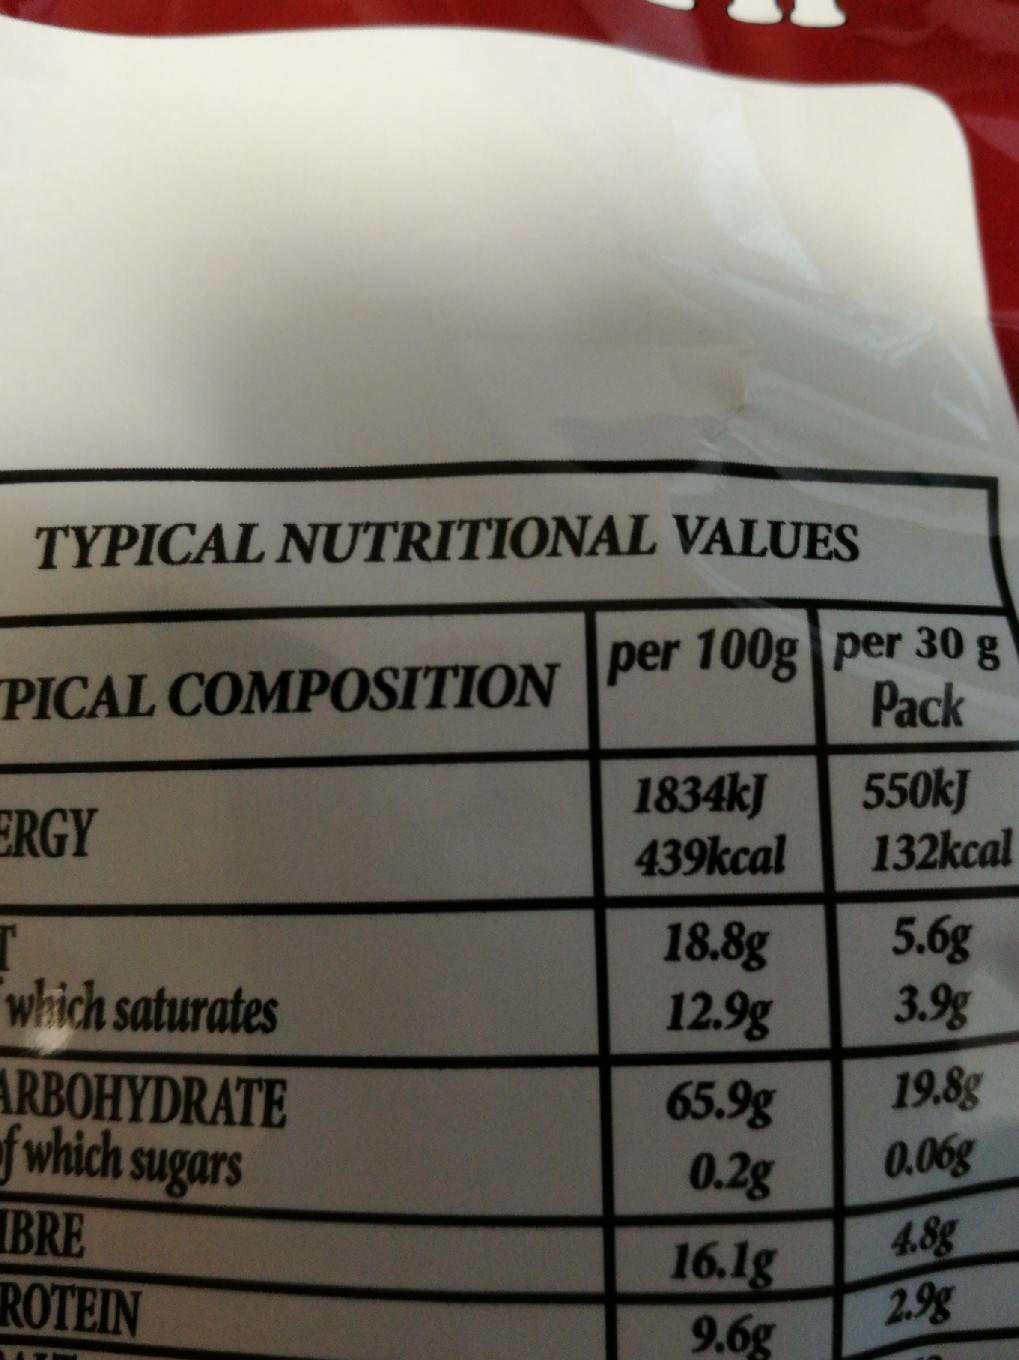 TYPICAL NUTRITIONAL VALUES
PICAL COMPOSITION per 100g per 30 g Pack
ERGY 1834kJ 550kJ
439kcal 132kcal
T 18.8g 5.6g
which saturates 12.9g 3.9g
ARBOHYDRATE 65.9g 19.8g
of which sugars 0.2g 0.06g
IBRE 16.1g 4.8g
ROTEIN 9.6g 2.9g